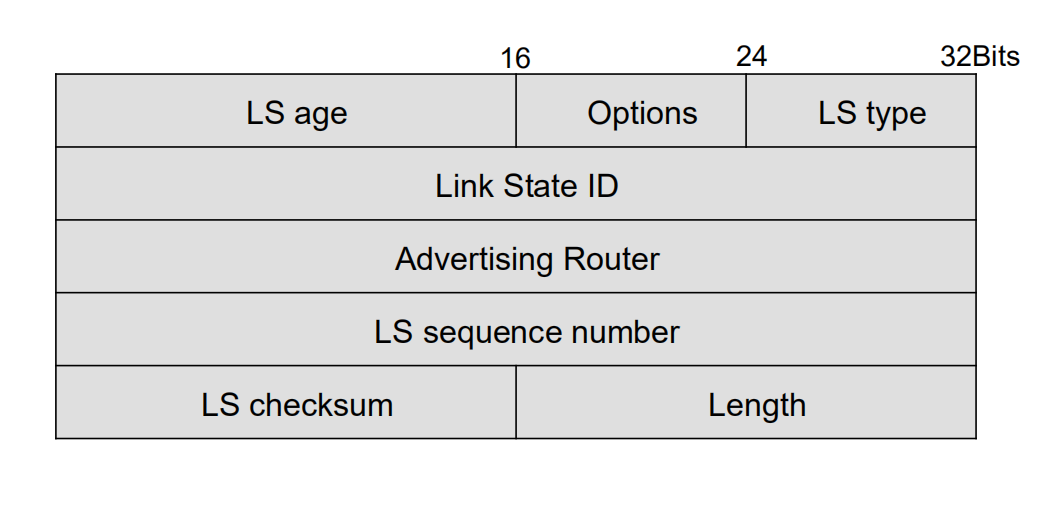 16 24 32Bits
LS age Options LS type
Link State ID
Advertising Router
LS sequence number
LS checksum Length